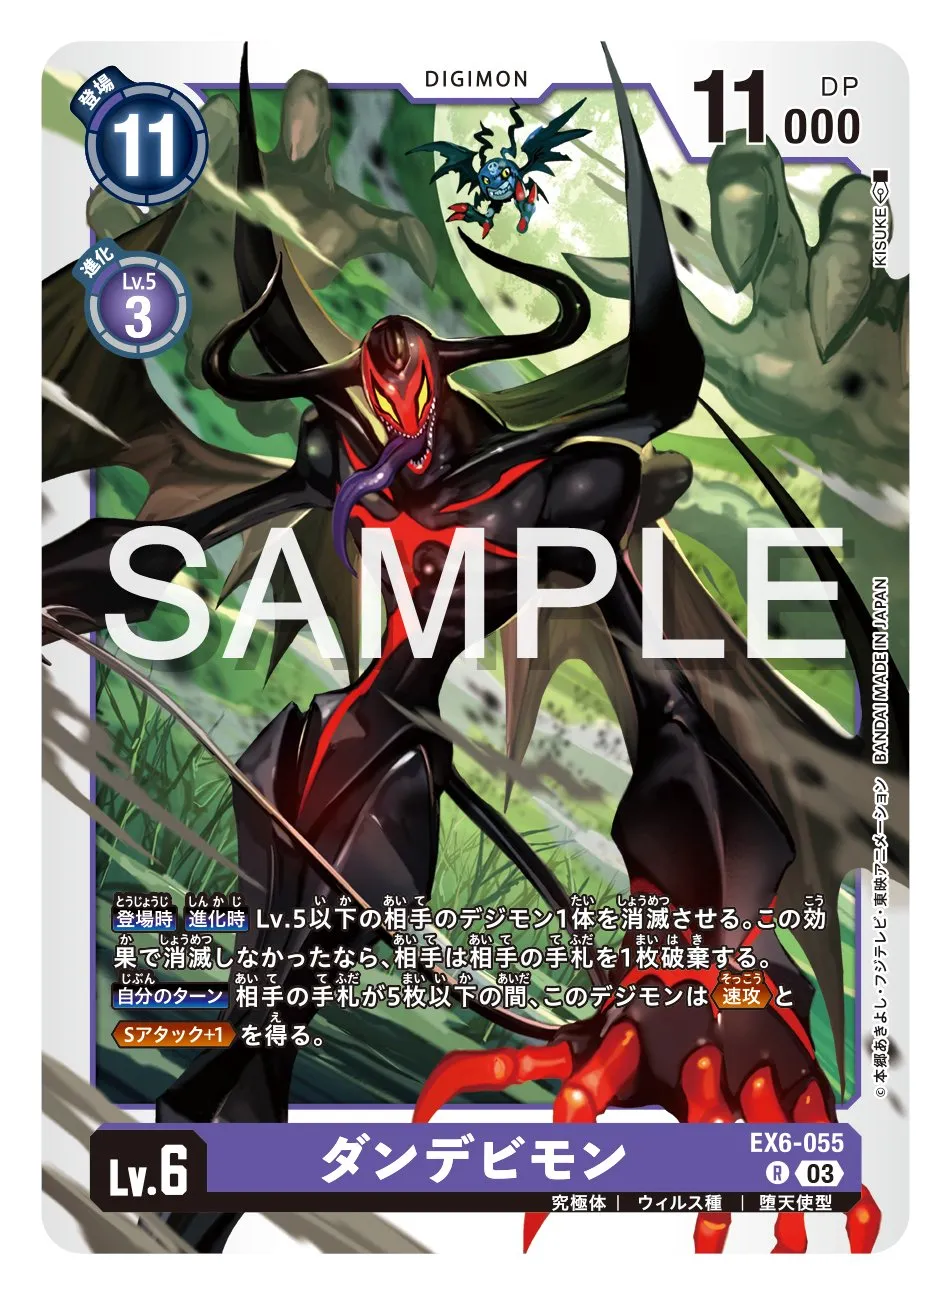 DIGIMON
登場
11
11
DP
000
進化
Lv.5
3
KISUKE
SAMPLE
BANDAI MADE IN JAPAN
©本郷あきよし・フジテレビ・東映アニメーション
登場時 進化時 Lv.5以下の相手のデジモン1体を消滅させる。この効
果で消滅しなかったなら、相手は相手の手札を1枚破棄する。
自分のターン 相手の手札が5枚以下の間、このデジモンは 速攻 と
Sアタック+1 を得る。
Lv.6
ダンデビモン
EX6-055
R 03
究極体 | ウィルス種 | 堕天使型